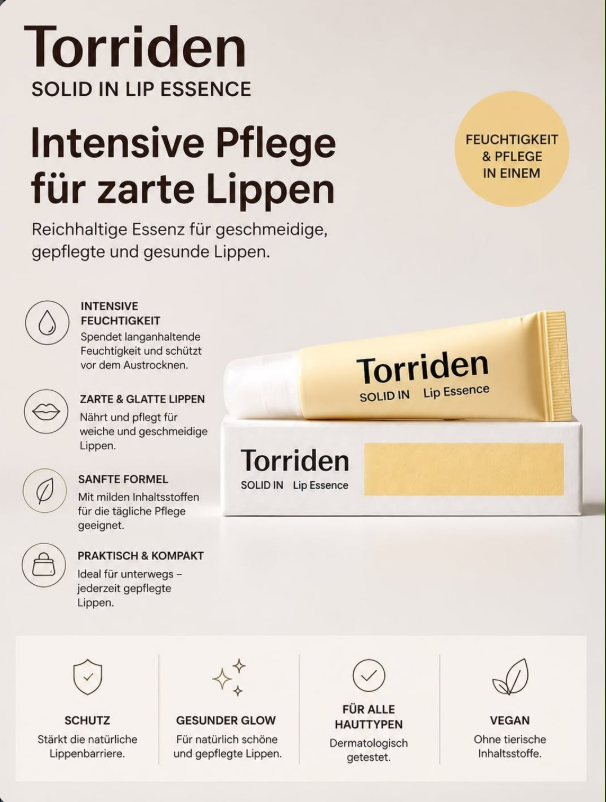 Torriden
SOLID IN LIP ESSENCE
Intensive Pflege
für zarte Lippen
Reichhaltige Essenz für geschmeidige,
gepflegte und gesunde Lippen.
FEUCHTIGKEIT
& PFLEGE
IN EINEM
INTENSIVE
FEUCHTIGKEIT
Spendet langanhaltende
Feuchtigkeit und schützt
vor dem Austrocknen.
ZARTE & GLATTE LIPPEN
Nährt und pflegt für
weiche und geschmeidige
Lippen.
SANFTE FORMEL
Mit milden Inhaltsstoffen
für die tägliche Pflege
geeignet.
PRAKTISCH & KOMPAKT
Ideal für unterwegs –
jederzeit gepflegte
Lippen.
Torriden
SOLID IN Lip Essence
Torriden
SOLID IN Lip Essence
SCHUTZ
Stärkt die natürliche
Lippenbarriere.
GESUNDER GLOW
Für natürlich schöne
und gepflegte Lippen.
FÜR ALLE
HAUTTYPEN
Dermatologisch
getestet.
VEGAN
Ohne tierische
Inhaltsstoffe.